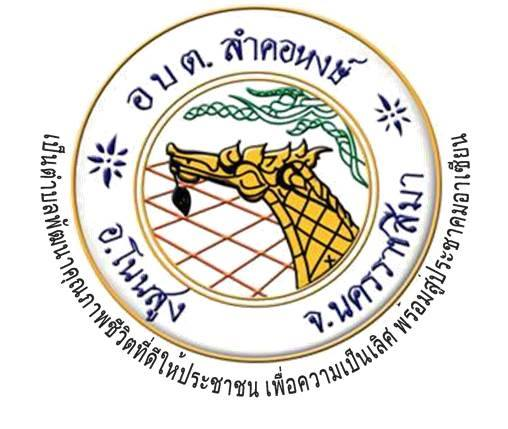 อ บ ต. ลำคอหงษ์
อ.โนนสูง
จ.นครราชสีมา
เป็นตำบลพัฒนาคุณภาพชีวิตที่ดีให้ประชาชน เพื่อความเป็นเลิศ พร้อมสู่ประชาคมอาเซียน